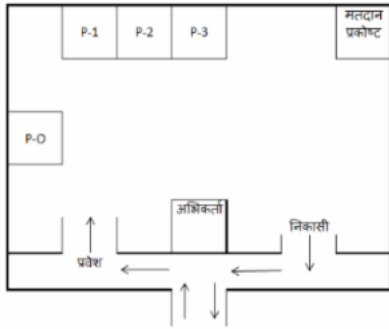 P-1 P-2 P-3
मतदान
प्रकोष्ट
P-O
अभिकर्ता
निकासी
प्रवेश